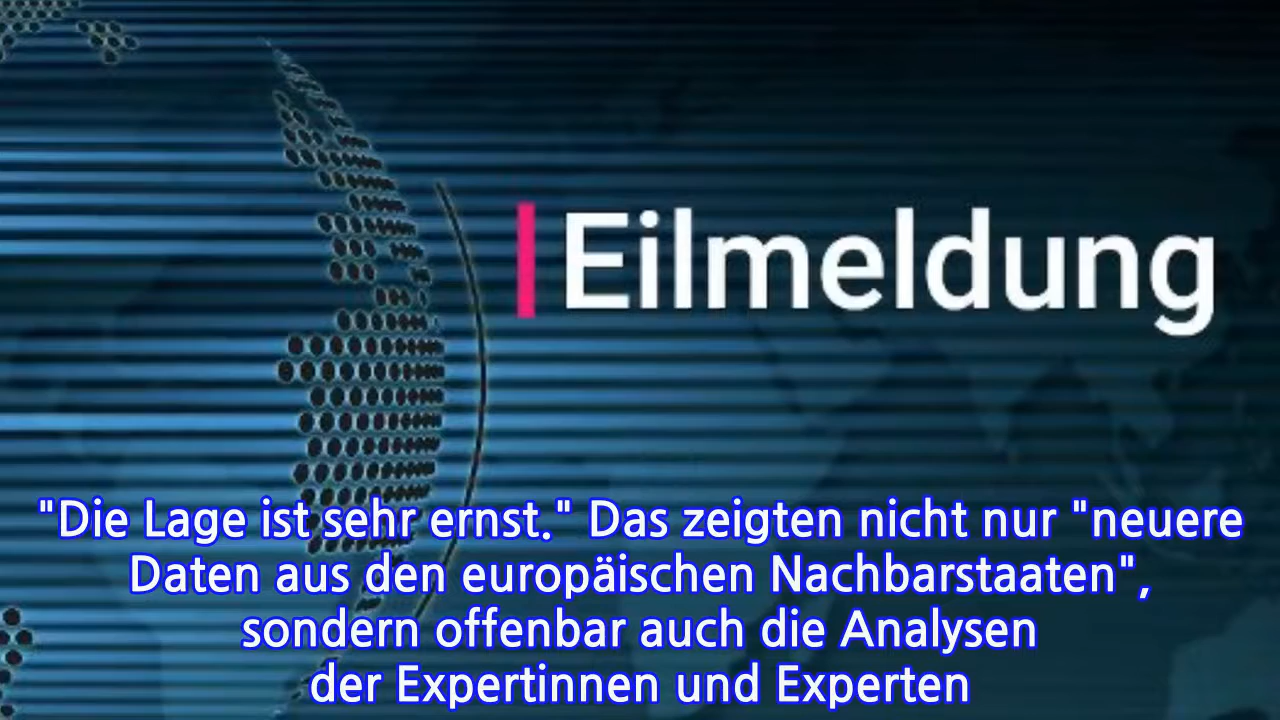 Eilmeldung
"Die Lage ist sehr ernst." Das zeigten nicht nur "neuere
Daten aus den europäischen Nachbarstaaten",
sondern offenbar auch die Analysen
der Expertinnen und Experten